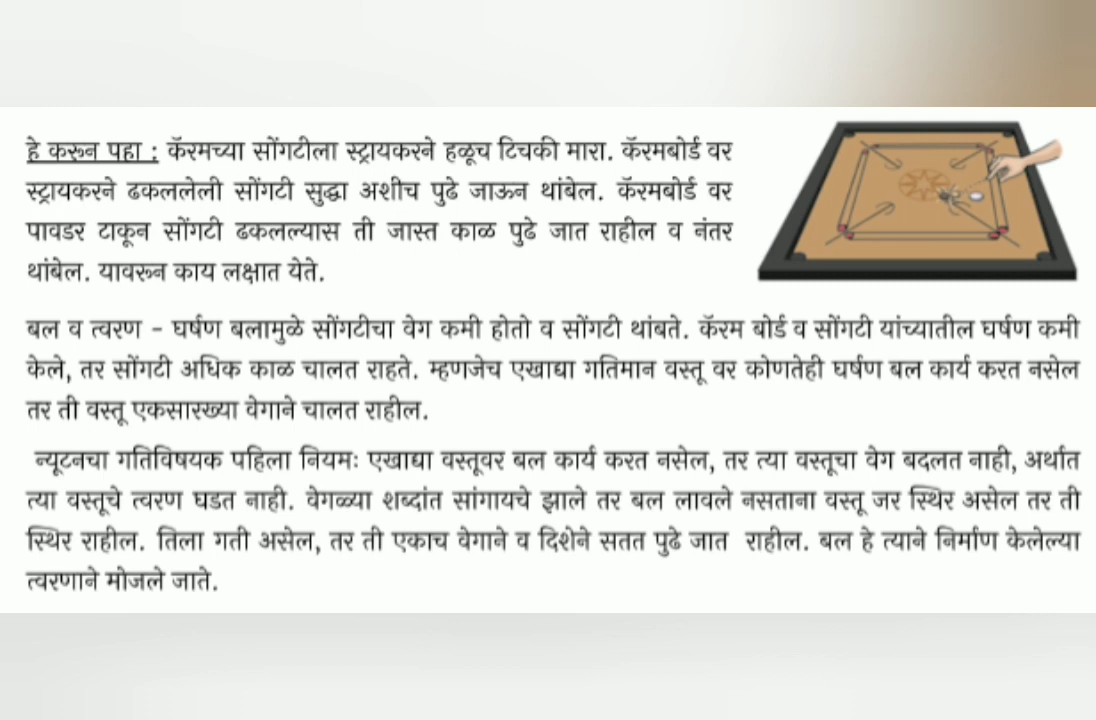 हे करून पहा : कॅरमच्या सोंगटीला स्ट्रायकरने हळूच टिचकी मारा. कॅरमबोर्ड वर
स्ट्रायकरने ढकललेली सोंगटी सुद्धा अशीच पुढे जाऊन थांबेल. कॅरमबोर्ड वर
पावडर टाकून सोंगटी ढकलल्यास ती जास्त काळ पुढे जात राहील व नंतर
थांबेल. यावरून काय लक्षात येते.
बल व त्वरण - घर्षण बलामुळे सोंगटीचा वेग कमी होतो व सोंगटी थांबते. कॅरम बोर्ड व सोंगटी यांच्यातील घर्षण कमी
केले, तर सोंगटी अधिक काळ चालत राहते. म्हणजेच एखाद्या गतिमान वस्तू वर कोणतेही घर्षण बल कार्य करत नसेल
तर ती वस्तू एकसारख्या वेगाने चालत राहील.
न्यूटनचा गतिविषयक पहिला नियमः एखाद्या वस्तूवर बल कार्य करत नसेल, तर त्या वस्तूचा वेग बदलत नाही, अर्थात
त्या वस्तूचे त्वरण घडत नाही. वेगळ्या शब्दांत सांगायचे झाले तर बल लावले नसताना वस्तू जर स्थिर असेल तर ती
स्थिर राहील. तिला गती असेल, तर ती एकाच वेगाने व दिशेने सतत पुढे जात राहील. बल हे त्याने निर्माण केलेल्या
त्वरणाने मोजले जाते.